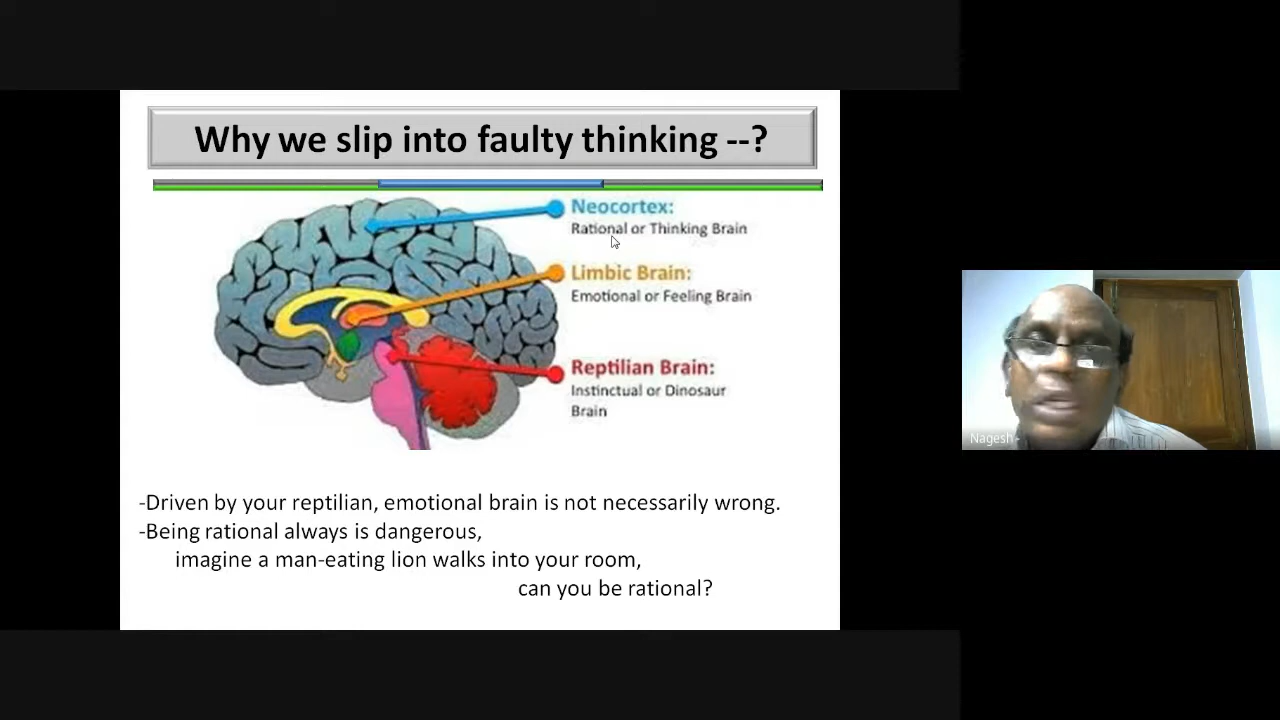 Why we slip into faulty thinking --?
Neocortex:
Rational or Thinking Brain
Limbic Brain:
Emotional or Feeling Brain
Reptilian Brain:
Instinctual or Dinosaur
Brain
-Driven by your reptilian, emotional brain is not necessarily wrong.
-Being rational always is dangerous,
imagine a man-eating lion walks into your room,
can you be rational?
Nagesh -